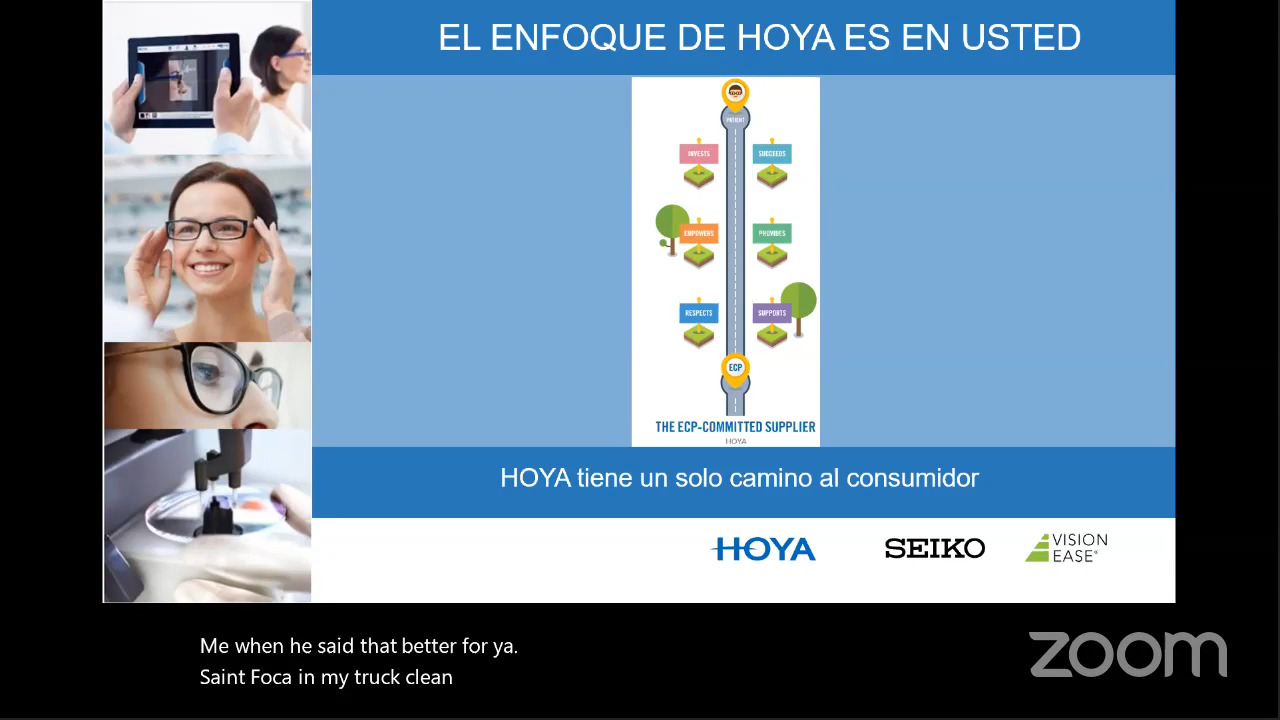 EL ENFOQUE DE HOYA ES EN USTED
PATIENT
INVESTS
SUCCEEDS
EMPOWERS
PROVIDES
RESPECTS
SUPPORTS
ECP
THE ECP-COMMITTED SUPPLIER
HOYA
HOYA tiene un solo camino al consumidor
HOYA
SEIKO
VISION
EASE®
Me when he said that better for ya.
Saint Foca in my truck clean
zoom